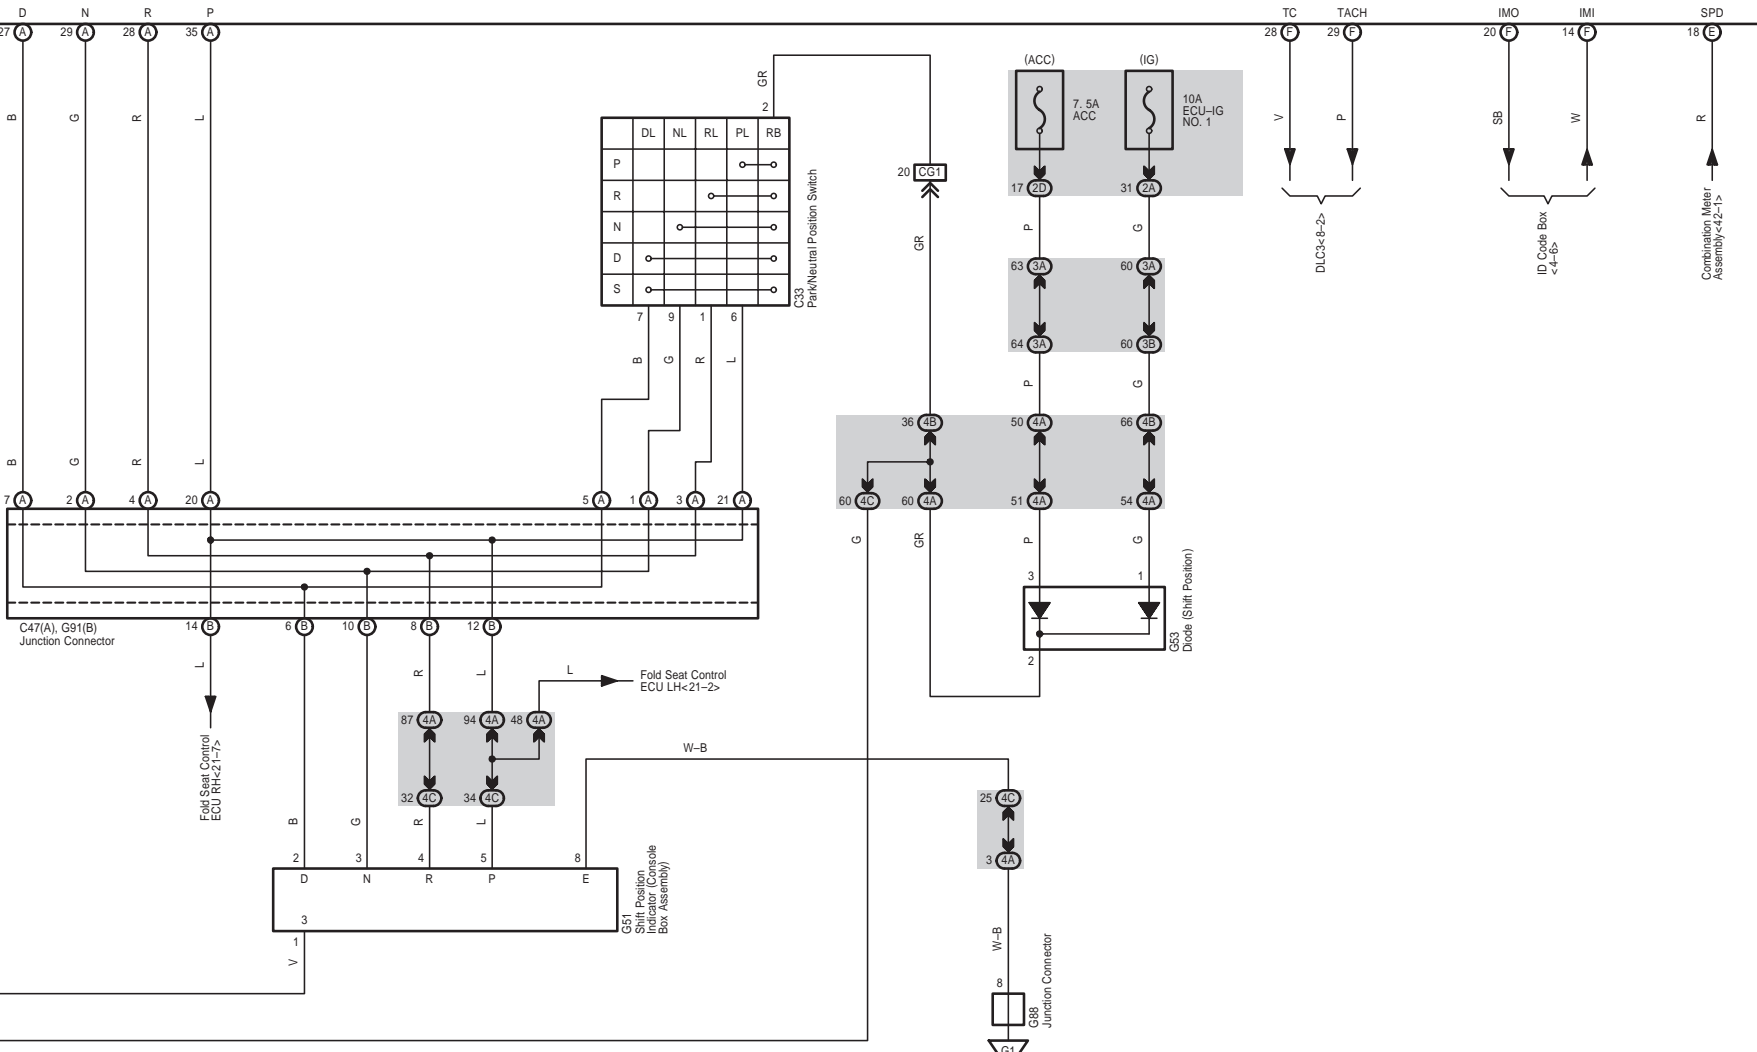 D N R P TC TACH IMO IMI SPD
27 A 29 A 28 A 35 A 28 F 29 F 20 F 14 F 18 E
(ACC) (IG)
GR
7. 5A
ACC
10A
ECU–IG
NO. 1
2
B G R L V P SB W R
DL NL RL PL RB
P
R
N
D
S
C33
Park/Neutral Position Switch
20 CG1
17 2D 31 2A
GR P G
DLC3<8–2>
ID Code Box
<4–6>
Combination Meter
Assembly<42–1>
63 3A 60 3A
7 9 1 6
64 3A 60 3B
B G R L
P G
36 4B 50 4A 66 4B
B G R L
7 A 2 A 4 A 20 A 5 A 1 A 3 A 21 A
60 4C 60 4A 51 4A 54 4A
G GR P G
3 1
G53
Diode (Shift Position)
2
C47(A), G91(B)
Junction Connector
14 B 6 B 10 B 8 B 12 B
L R L
L
Fold Seat Control
ECU LH<21–2>
87 4A 94 4A 48 4A
Fold Seat Control
ECU RH<21–7>
W–B
32 4C 34 4C
25 4C
B G R L
3 4A
2 3 4 5 8
D N R P E
3
G51
Shift Position
Indicator (Console
Box Assembly)
1
V
W–B
8
G88
Junction Connector
G1